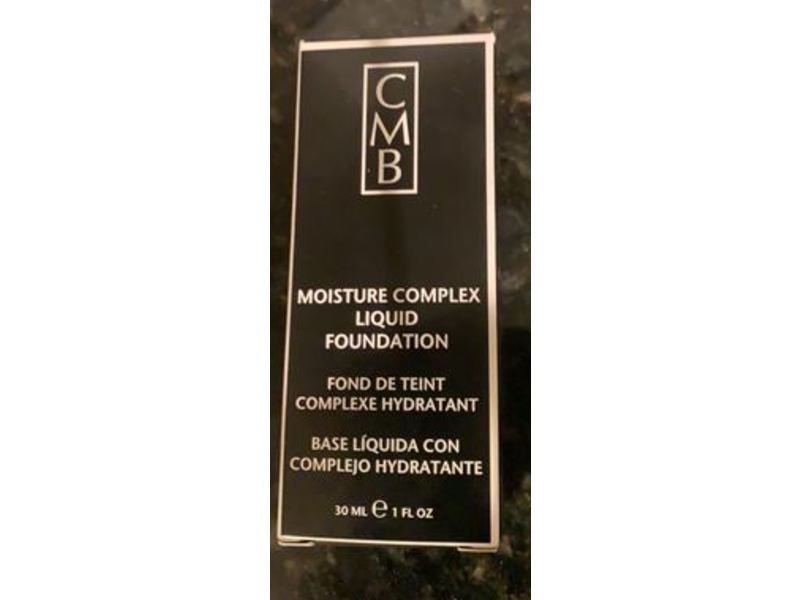 C
M
B
MOISTURE COMPLEX
LIQUID
FOUNDATION
FOND DE TEINT
COMPLEXE HYDRATANT
BASE LÍQUIDA CON
COMPLEJO HYDRATANTE
30 ML ℮ 1 FL OZ